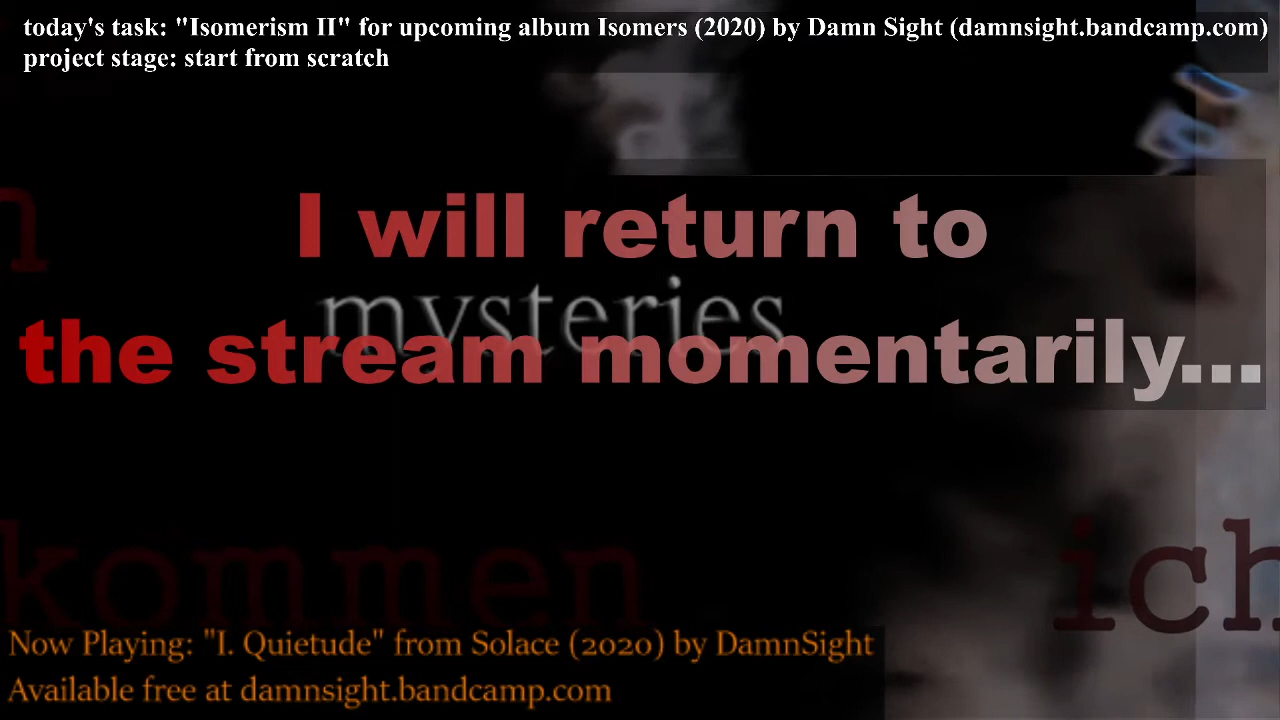 today's task: "Isomerism II" for upcoming album Isomers (2020) by Damn Sight (damnsight.bandcamp.com)
project stage: start from scratch
n
I will return to
mysteries
the stream momentarily...
kommen
ich
Now Playing: "I. Quietude" from Solace (2020) by DamnSight
Available free at damnsight.bandcamp.com